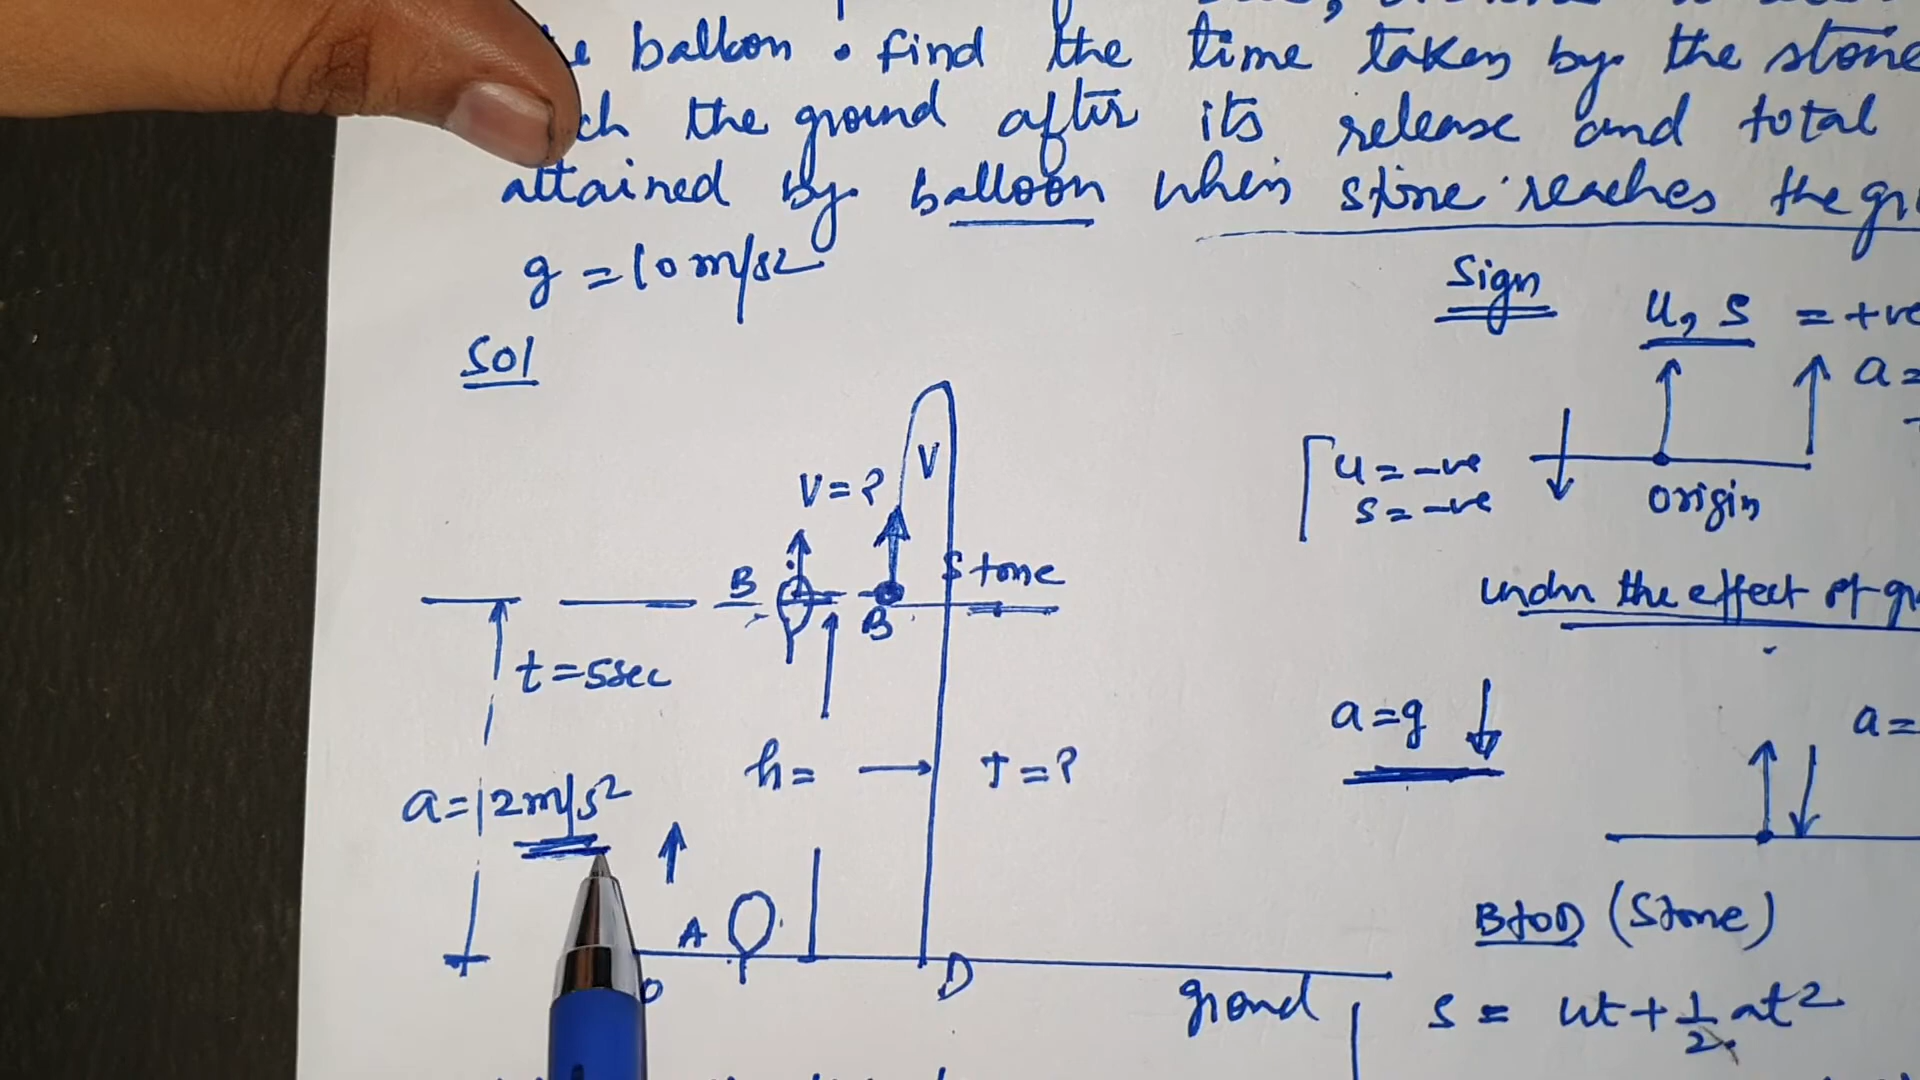 balloon . find the time taken by the stone
the ground after its release and total
attained by balloon when stone reaches the
g = 10 m/s2
Sol
Sign
U, S = +ve
a =
u = -ve
s = -ve
origin
V = ?
V
B
Stone
B
under the effect of
t = 5sec
a = g
a =
h =
T = ?
a = 12m/s²
A
D
ground
B to D (Stone)
s = ut + 1/2 at²